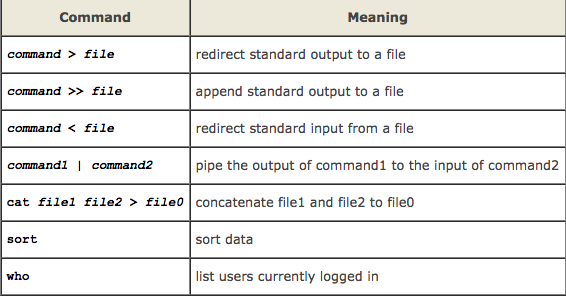 Command Meaning
command > file redirect standard output to a file
command >> file append standard output to a file
command < file redirect standard input from a file
command1 | command2 pipe the output of command1 to the input of command2
cat file1 file2 > file0 concatenate file1 and file2 to file0
sort sort data
who list users currently logged in